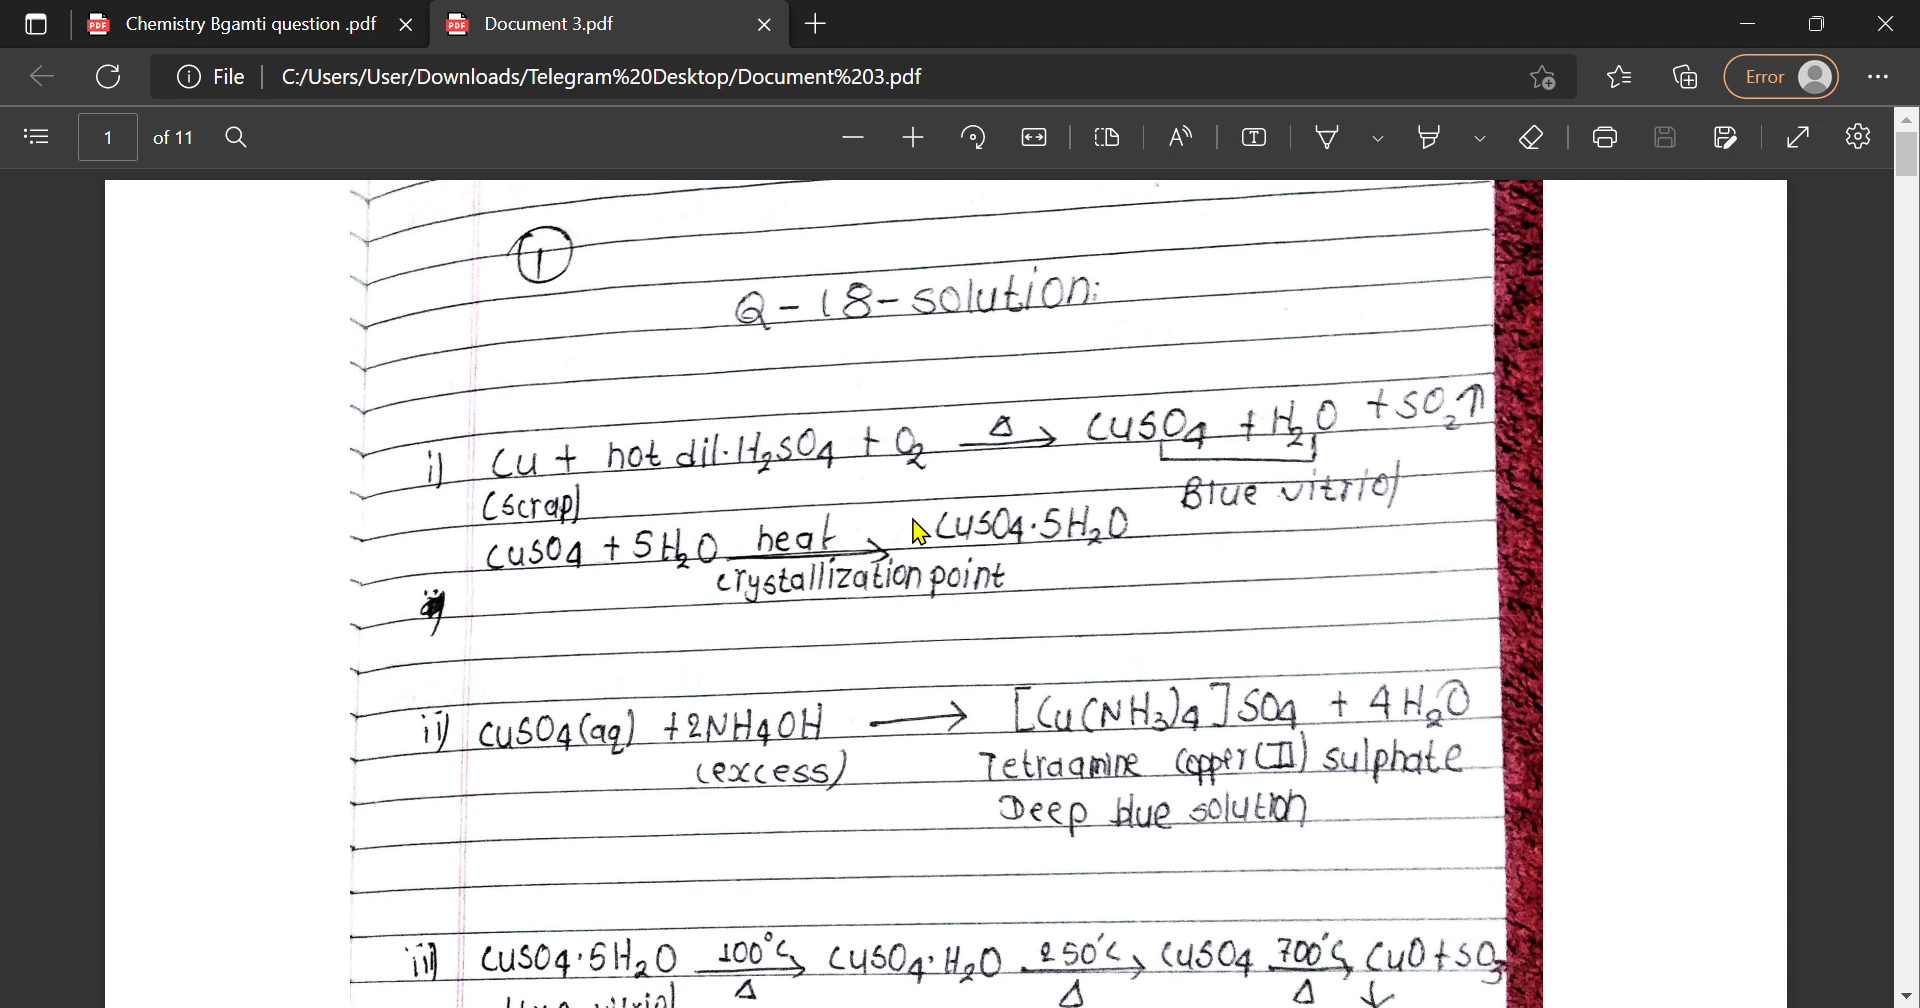 Chemistry Bgamti question .pdf
Document 3.pdf
File
C:/Users/User/Downloads/Telegram%20Desktop/Document%203.pdf
Error
1 of 11
1
Q-18-solution:
i) Cu + hot dil. H₂SO₄ + O₂ —Δ→ CuSO₄ + H₂O + SO₂↑
(Scrap)
Blue vitriol
CuSO₄ + 5H₂O heat → CuSO₄·5H₂O
crystallization point
ii) CuSO₄(aq) + 2NH₄OH → [Cu(NH₃)₄]SO₄ + 4H₂O
(excess) Tetraamine Copper(II) sulphate
Deep blue solution
iii) CuSO₄·5H₂O 100°C → CuSO₄·H₂O 250°C → CuSO₄ 700°C → CuO + SO₃
Δ Δ Δ ↓